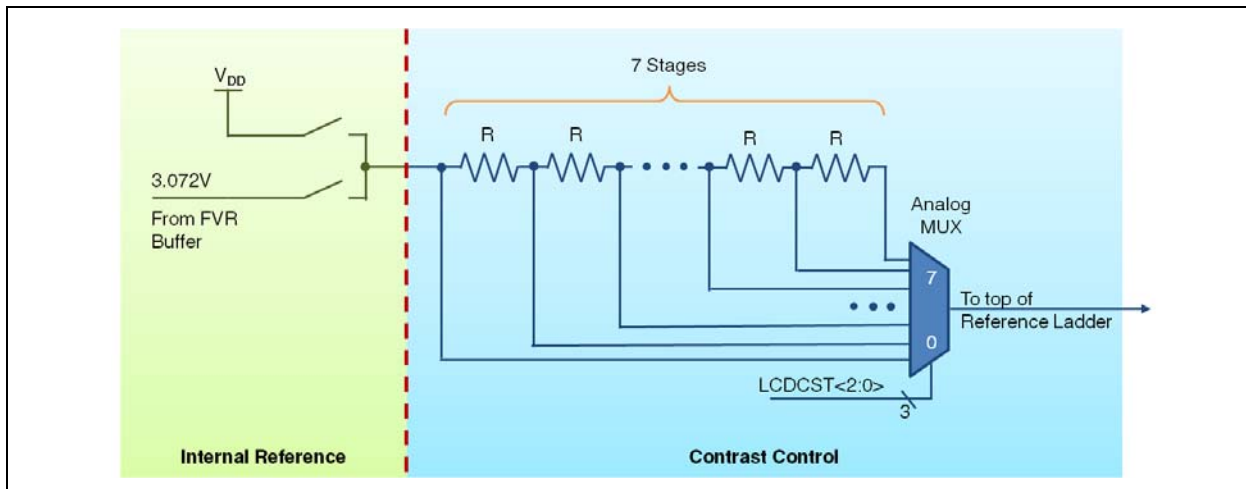 7 Stages
VDD
R R R R
3.072V
From FVR
Buffer
Analog
MUX
7
0
To top of
Reference Ladder
LCDCST<2:0>
3
Internal Reference
Contrast Control